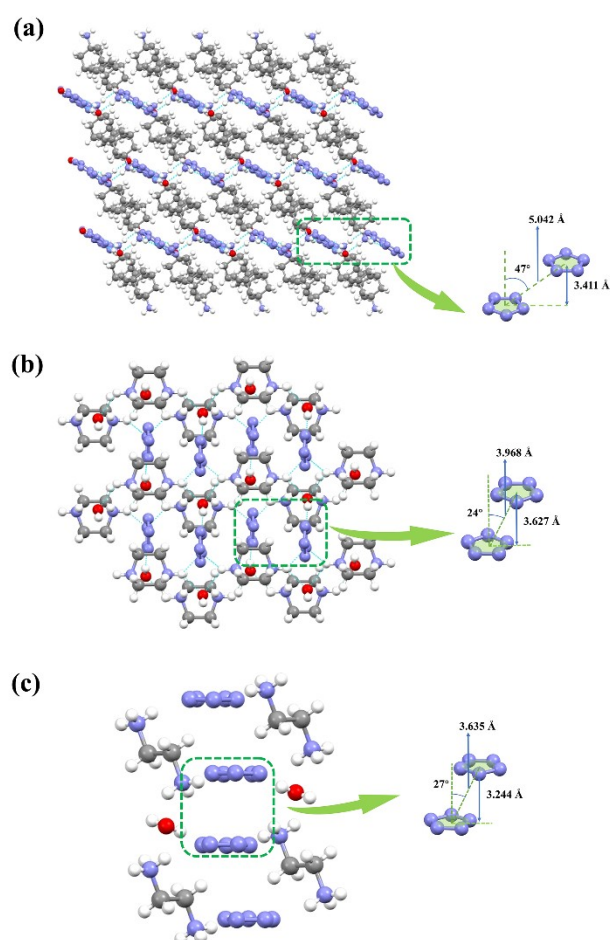 (a)
5.042 Å
47°
3.411 Å
(b)
3.968 Å
24°
3.627 Å
(c)
3.635 Å
27°
3.244 Å